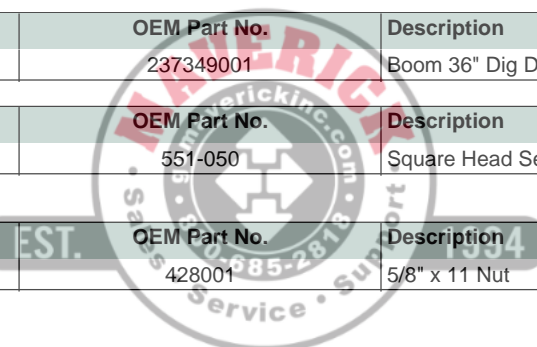 OEM Part No. Description
237349001 Boom 36" Dig D
OEM Part No. Description
551-050 Square Head Se
OEM Part No. Description
428001 5/8" x 11 Nut
MAVERICK
EST. 1994
Sales • Service • Support